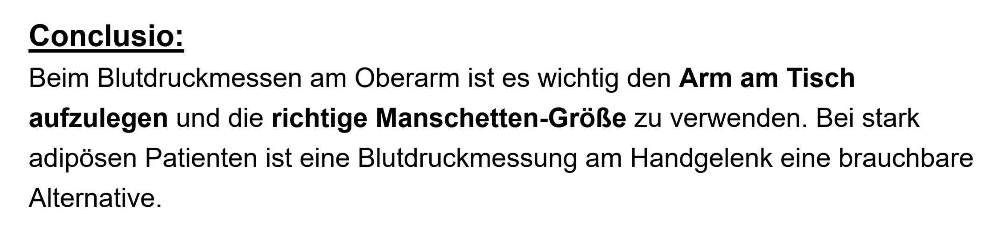 Conclusio:
Beim Blutdruckmessen am Oberarm ist es wichtig den Arm am Tisch
aufzulegen und die richtige Manschetten-Größe zu verwenden. Bei stark
adipösen Patienten ist eine Blutdruckmessung am Handgelenk eine brauchbare
Alternative.